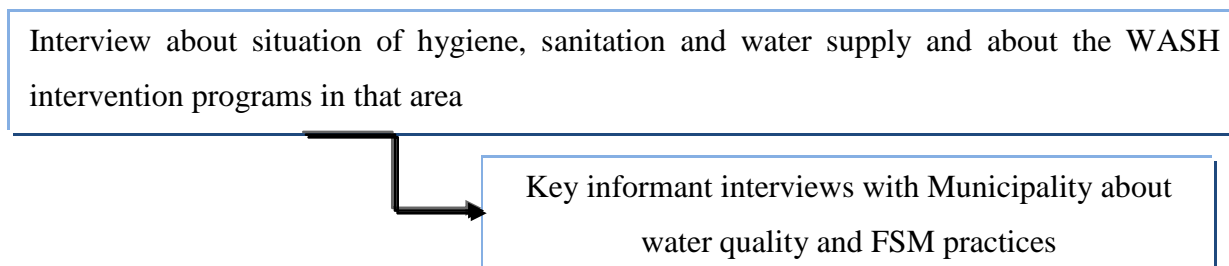 Interview about situation of hygiene, sanitation and water supply and about the WASH
intervention programs in that area
Key informant interviews with Municipality about
water quality and FSM practices